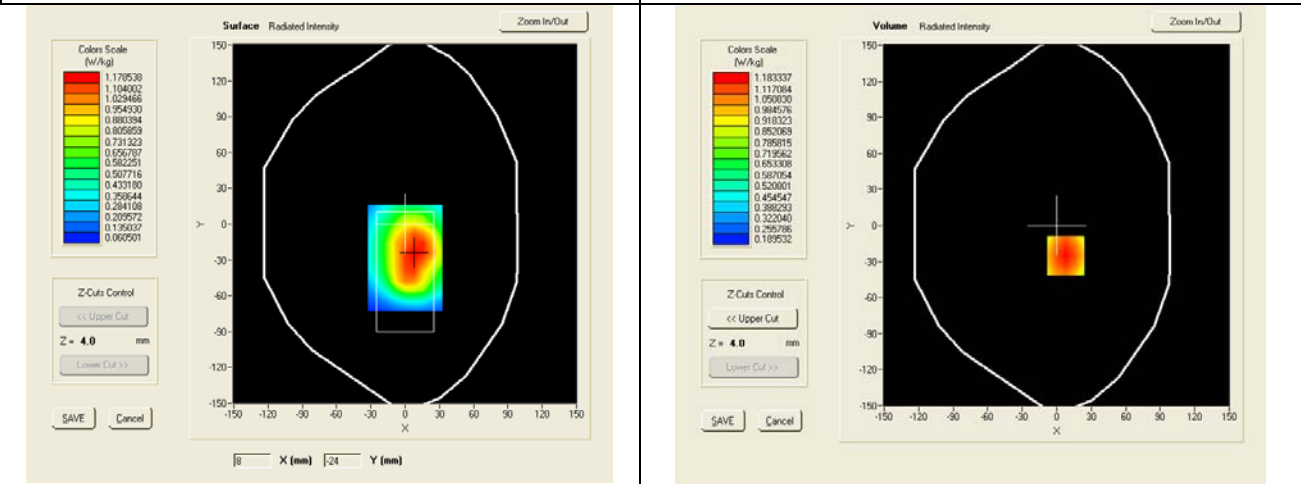 Surface Radiated Intensity
Zoom In/Out
Colors Scale
(W/kg)
1.178538
1.104002
1.029466
0.954930
0.880394
0.805859
0.731323
0.656787
0.582251
0.507716
0.433180
0.358644
0.284108
0.209572
0.135037
0.060501
150
120
90
60
30
0
-30
-60
-90
-120
-150
Y
-150 -120 -90 -60 -30 0 30 60 90 120 150
X
Z-Cuts Control
<< Upper Cut
Z = 4.0 mm
Lower Cut >>
SAVE Cancel
8 X (mm) -24 Y (mm)
Volume Radiated Intensity
Zoom In/Out
Colors Scale
(W/kg)
1.183337
1.117084
1.050830
0.984576
0.918323
0.852069
0.785815
0.719562
0.653308
0.587054
0.520801
0.454547
0.388293
0.322040
0.255786
0.189532
150
120
90
60
30
0
-30
-60
-90
-120
-150
Y
-150 -120 -90 -60 -30 0 30 60 90 120 150
X
Z-Cuts Control
<< Upper Cut
Z = 4.0 mm
Lower Cut >>
SAVE Cancel